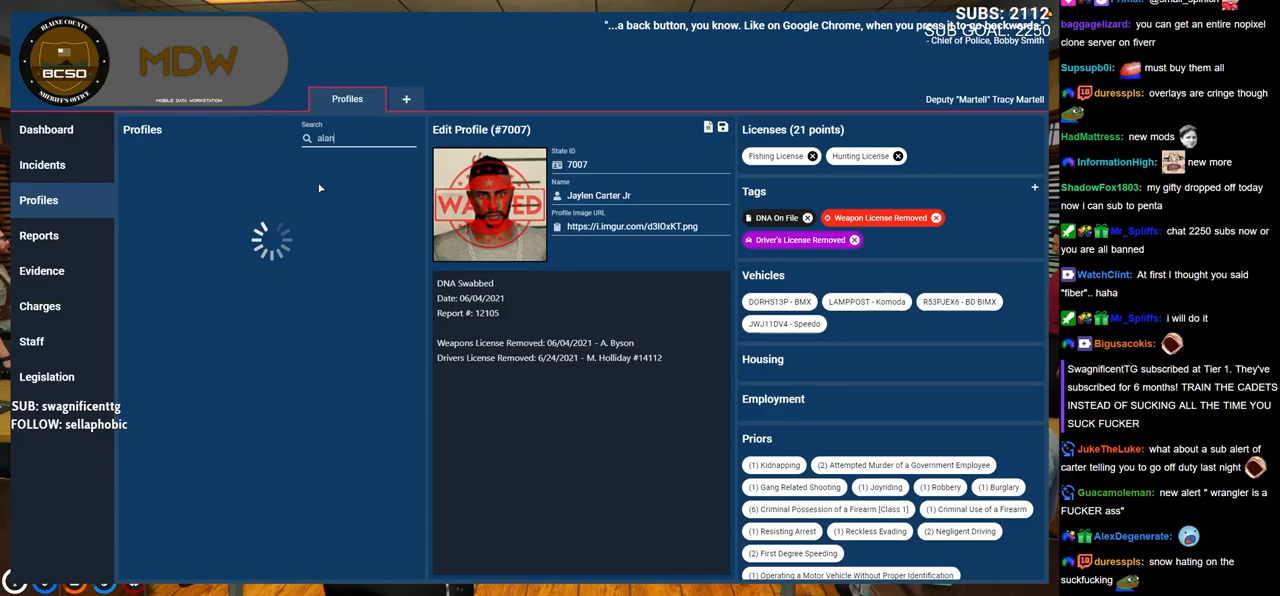 SUBS: 2112
"...a back button, you know. Like on Google Chrome, when you press it to go backwards."
SUB GOAL: 2250
- Chief of Police, Bobby Smith
BLAINE COUNTY
BCSO
SHERIFF'S OFFICE
MDW
MOBILE DATA WORKSTATION
Profiles
+
Deputy "Martell" Tracy Martell
Dashboard
Incidents
Profiles
Reports
Evidence
Charges
Staff
Legislation
SUB: swagnificenttg
FOLLOW: sellaphobic
Profiles
Search
alan
Edit Profile (#7007)
WANTED
State ID
7007
Name
Jaylen Carter Jr
Profile Image URL
https://i.imgur.com/d3lOxKT.png
DNA Swabbed
Date: 06/04/2021
Report #: 12105
Weapons License Removed: 06/04/2021 - A. Byson
Drivers License Removed: 6/24/2021 - M. Holliday #14112
Licenses (21 points)
Fishing License
Hunting License
Tags
+
DNA On File
Weapon License Removed
Driver's License Removed
Vehicles
DORHS13P - BMX
LAMPPOST - Komoda
R53PJEX6 - BD BIMX
JWJ11DV4 - Speedo
Housing
Employment
Priors
(1) Kidnapping
(2) Attempted Murder of a Government Employee
(1) Gang Related Shooting
(1) Joyriding
(1) Robbery
(1) Burglary
(6) Criminal Possession of a Firearm [Class 1]
(1) Criminal Use of a Firearm
(1) Resisting Arrest
(1) Reckless Evading
(2) Negligent Driving
(2) First Degree Speeding
(1) Operating a Motor Vehicle Without Proper Identification
baggagelizard: you can get an entire nopixel
clone server on fiverr
Supsupb0i: must buy them all
duresspls: overlays are cringe though
HadMattress: new mods
InformationHigh: new more
ShadowFox1803: my gifty dropped off today
now i can sub to penta
Mr_Spliffs: chat 2250 subs now or
you are all banned
WatchClint: At first I thought you said
"fiber".. haha
Mr_Spliffs: i will do it
Bigusacokis:
SwagnificentTG subscribed at Tier 1. They've
subscribed for 6 months! TRAIN THE CADETS
INSTEAD OF SUCKING ALL THE TIME YOU
SUCK FUCKER
JukeTheLuke: what about a sub alert of
carter telling you to go off duty last night
Guacamoleman: new alert " wrangler is a
FUCKER ass"
AlexDegenerate:
duresspls: snow hating on the
suckfucking